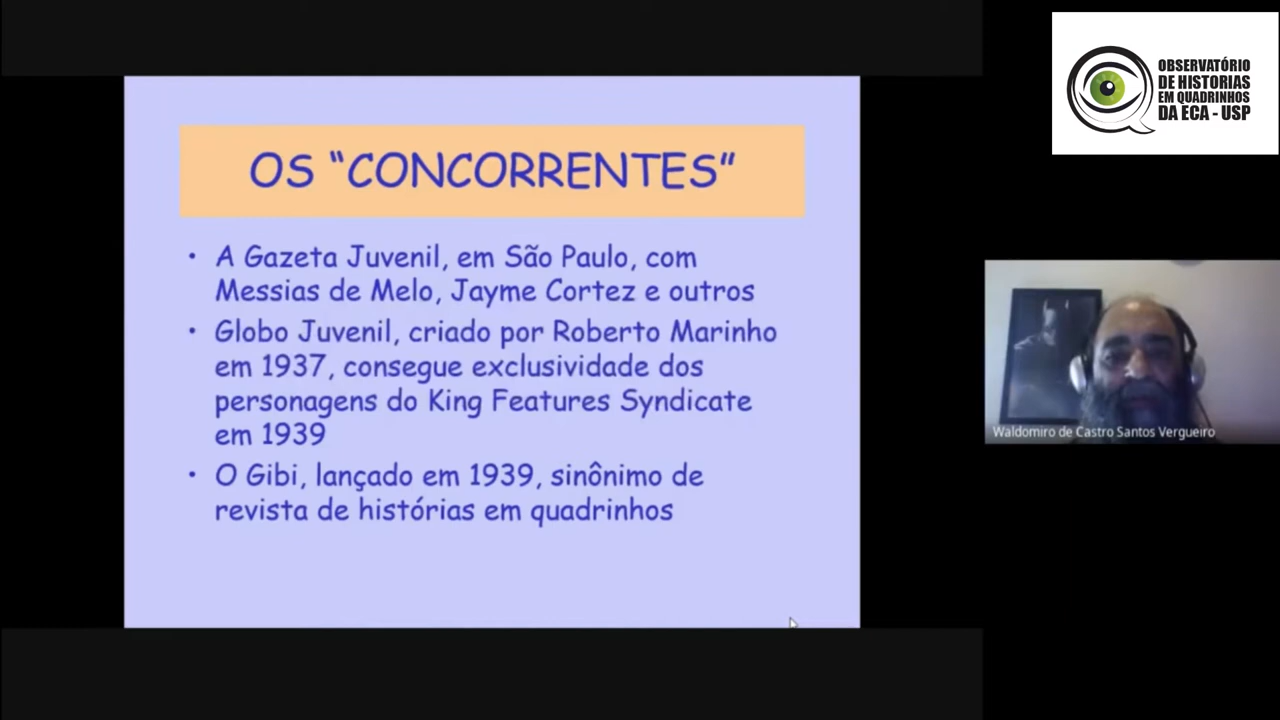 OBSERVATÓRIO
DE HISTORIAS
EM QUADRINHOS
DA ECA - USP
OS “CONCORRENTES”
• A Gazeta Juvenil, em São Paulo, com
Messias de Melo, Jayme Cortez e outros
• Globo Juvenil, criado por Roberto Marinho
em 1937, consegue exclusividade dos
personagens do King Features Syndicate
em 1939
• O Gibi, lançado em 1939, sinônimo de
revista de histórias em quadrinhos
Waldomiro de Castro Santos Vergueiro